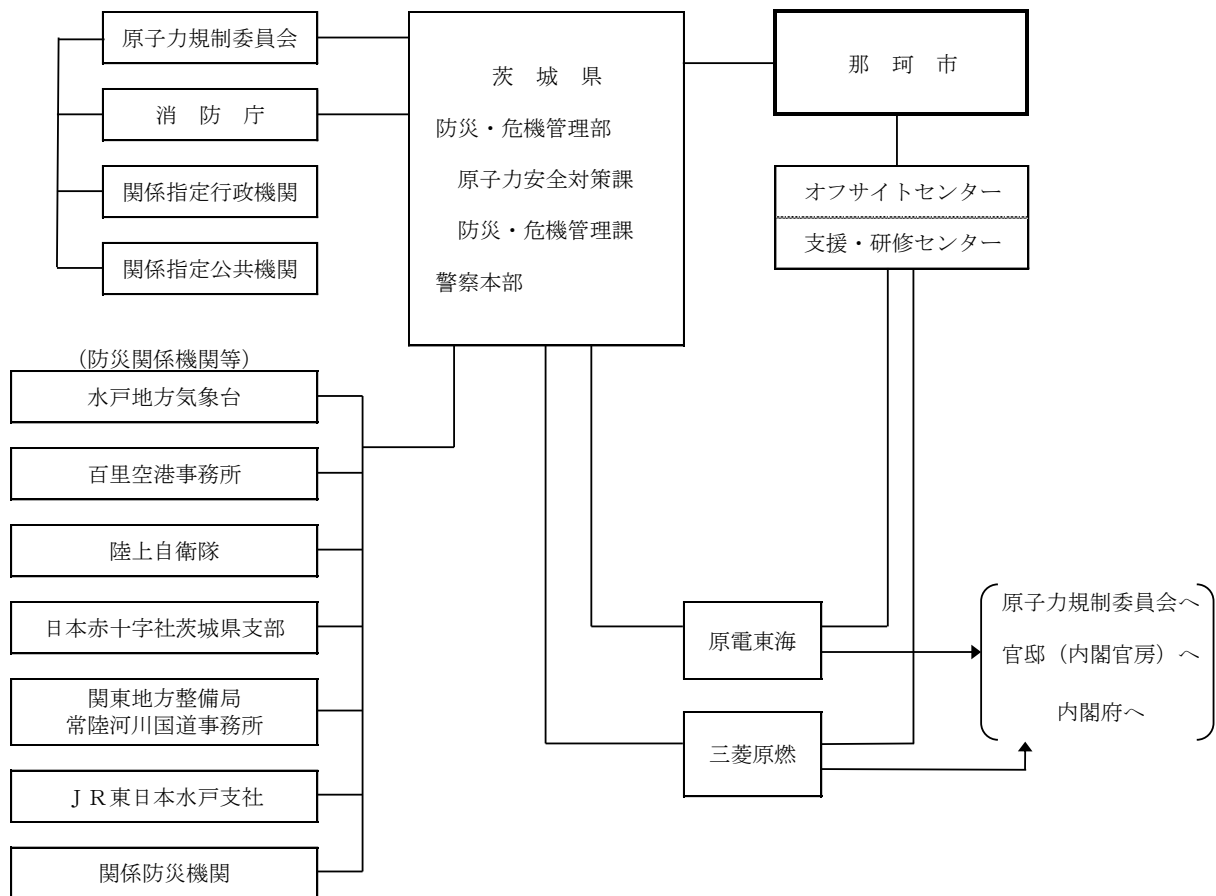 原子力規制委員会
消 防 庁
関係指定行政機関
関係指定公共機関
茨 城 県
防災・危機管理部
原子力安全対策課
防災・危機管理課
警察本部
那 珂 市
オフサイトセンター
支援・研修センター
(防災関係機関等)
水戸地方気象台
百里空港事務所
陸上自衛隊
日本赤十字社茨城県支部
関東地方整備局
常陸河川国道事務所
JR東日本水戸支社
関係防災機関
原電東海
三菱原燃
原子力規制委員会へ
官邸（内閣官房）へ
内閣府へ